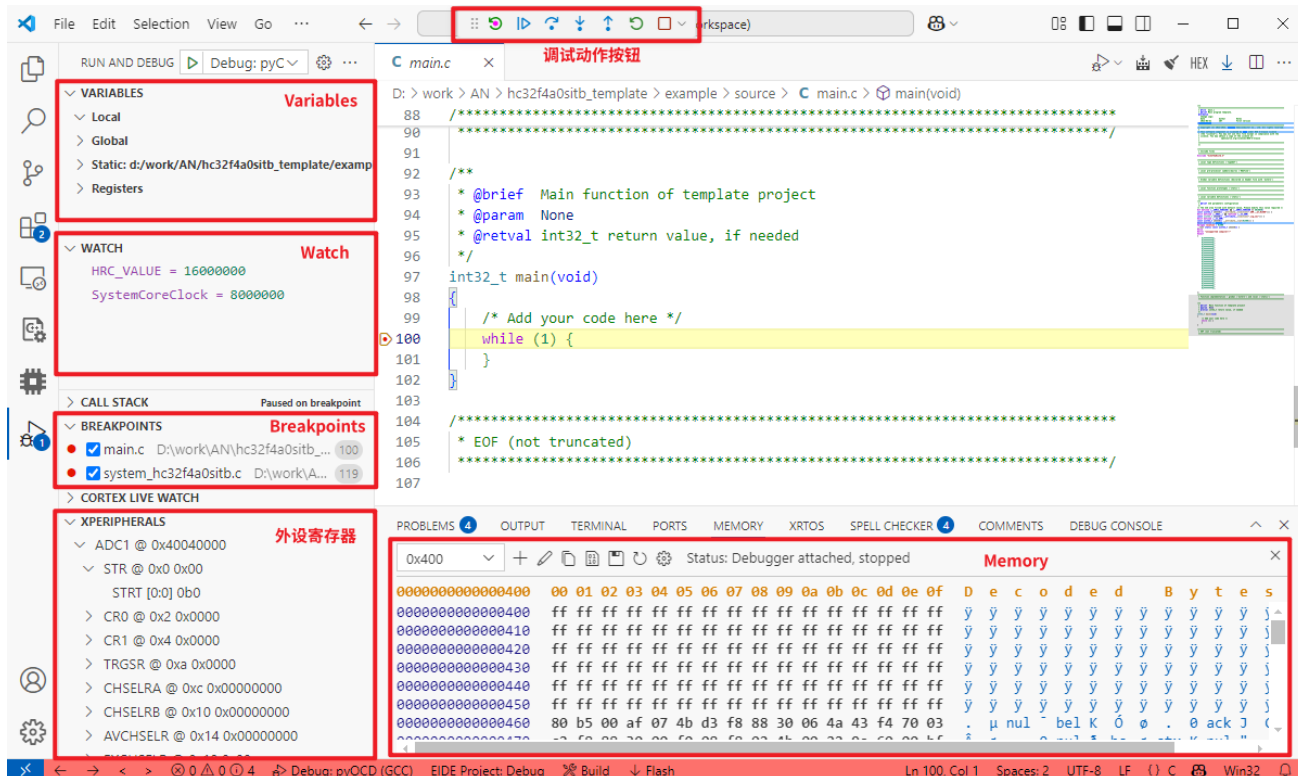 File Edit Selection View Go ··· rkspace)
调试动作按钮
RUN AND DEBUG Debug: pyC
C main.c × HEX
D: > work > AN > hc32f4a0sitb_template > example > source > C main.c > main(void)
VARIABLES
Variables
Local
Global
Static: d:/work/AN/hc32f4a0sitb_template/examp
Registers
WATCH
Watch
HRC_VALUE = 16000000
SystemCoreClock = 8000000
CALL STACK Paused on breakpoint
BREAKPOINTS
Breakpoints
main.c D:\work\AN\hc32f4a0sitb_... 100
system_hc32f4a0sitb.c D:\work\A... 119
CORTEX LIVE WATCH
XPERIPHERALS
外设寄存器
ADC1 @ 0x40040000
STR @ 0x0 0x00
STRT [0:0] 0b0
CR0 @ 0x2 0x0000
CR1 @ 0x4 0x0000
TRGSR @ 0xa 0x0000
CHSELRA @ 0xc 0x00000000
CHSELRB @ 0x10 0x00000000
AVCHSELR @ 0x14 0x00000000
2
1
88 /********************************************************************************
90 *******************************************************************************/
91
92 /**
93 * @brief Main function of template project
94 * @param None
95 * @retval int32_t return value, if needed
96 */
97 int32_t main(void)
98 {
99 /* Add your code here */
100 while (1) {
101 }
102 }
103
104 /********************************************************************************
105 * EOF (not truncated)
106 *******************************************************************************/
107
PROBLEMS 4 OUTPUT TERMINAL PORTS MEMORY XRTOS SPELL CHECKER 4 COMMENTS DEBUG CONSOLE
0x400 Status: Debugger attached, stopped
Memory
0000000000000400 00 01 02 03 04 05 06 07 08 09 0a 0b 0c 0d 0e 0f D e c o d e d B y t e s
0000000000000400 ff ff ff ff ff ff ff ff ff ff ff ff ff ff ff ff ÿ ÿ ÿ ÿ ÿ ÿ ÿ ÿ ÿ ÿ ÿ ÿ
0000000000000410 ff ff ff ff ff ff ff ff ff ff ff ff ff ff ff ff ÿ ÿ ÿ ÿ ÿ ÿ ÿ ÿ ÿ ÿ ÿ ÿ
0000000000000420 ff ff ff ff ff ff ff ff ff ff ff ff ff ff ff ff ÿ ÿ ÿ ÿ ÿ ÿ ÿ ÿ ÿ ÿ ÿ ÿ
0000000000000430 ff ff ff ff ff ff ff ff ff ff ff ff ff ff ff ff ÿ ÿ ÿ ÿ ÿ ÿ ÿ ÿ ÿ ÿ ÿ ÿ
0000000000000440 ff ff ff ff ff ff ff ff ff ff ff ff ff ff ff ff ÿ ÿ ÿ ÿ ÿ ÿ ÿ ÿ ÿ ÿ ÿ ÿ
0000000000000450 ff ff ff ff ff ff ff ff ff ff ff ff ff ff ff ff ÿ ÿ ÿ ÿ ÿ ÿ ÿ ÿ ÿ ÿ ÿ ÿ
0000000000000460 80 b5 00 af 07 4b d3 f8 88 30 06 4a 43 f4 70 03 . µ nul ¯ bel K Ó ø . 0 ack J
0 0 4 Debug: pyOCD (GCC) EIDE Project: Debug Build Flash Ln 100, Col 1 Spaces: 2 UTF-8 LF {} C Win32